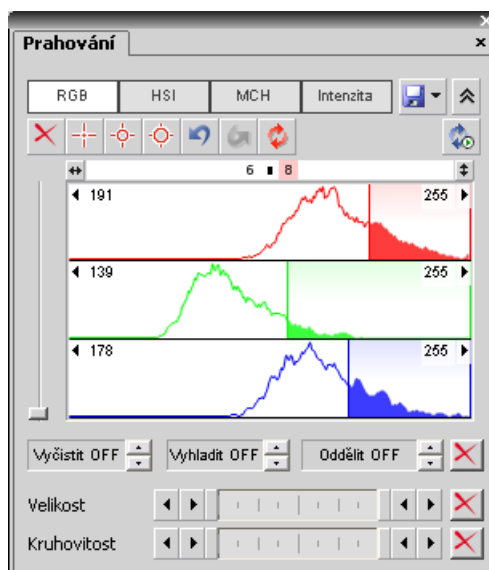 Prahování
RGB HSI MCH Intenzita
6 8
191 255
139 255
178 255
Vyčistit OFF Vyhladit OFF Oddělit OFF
Velikost
Kruhovitost